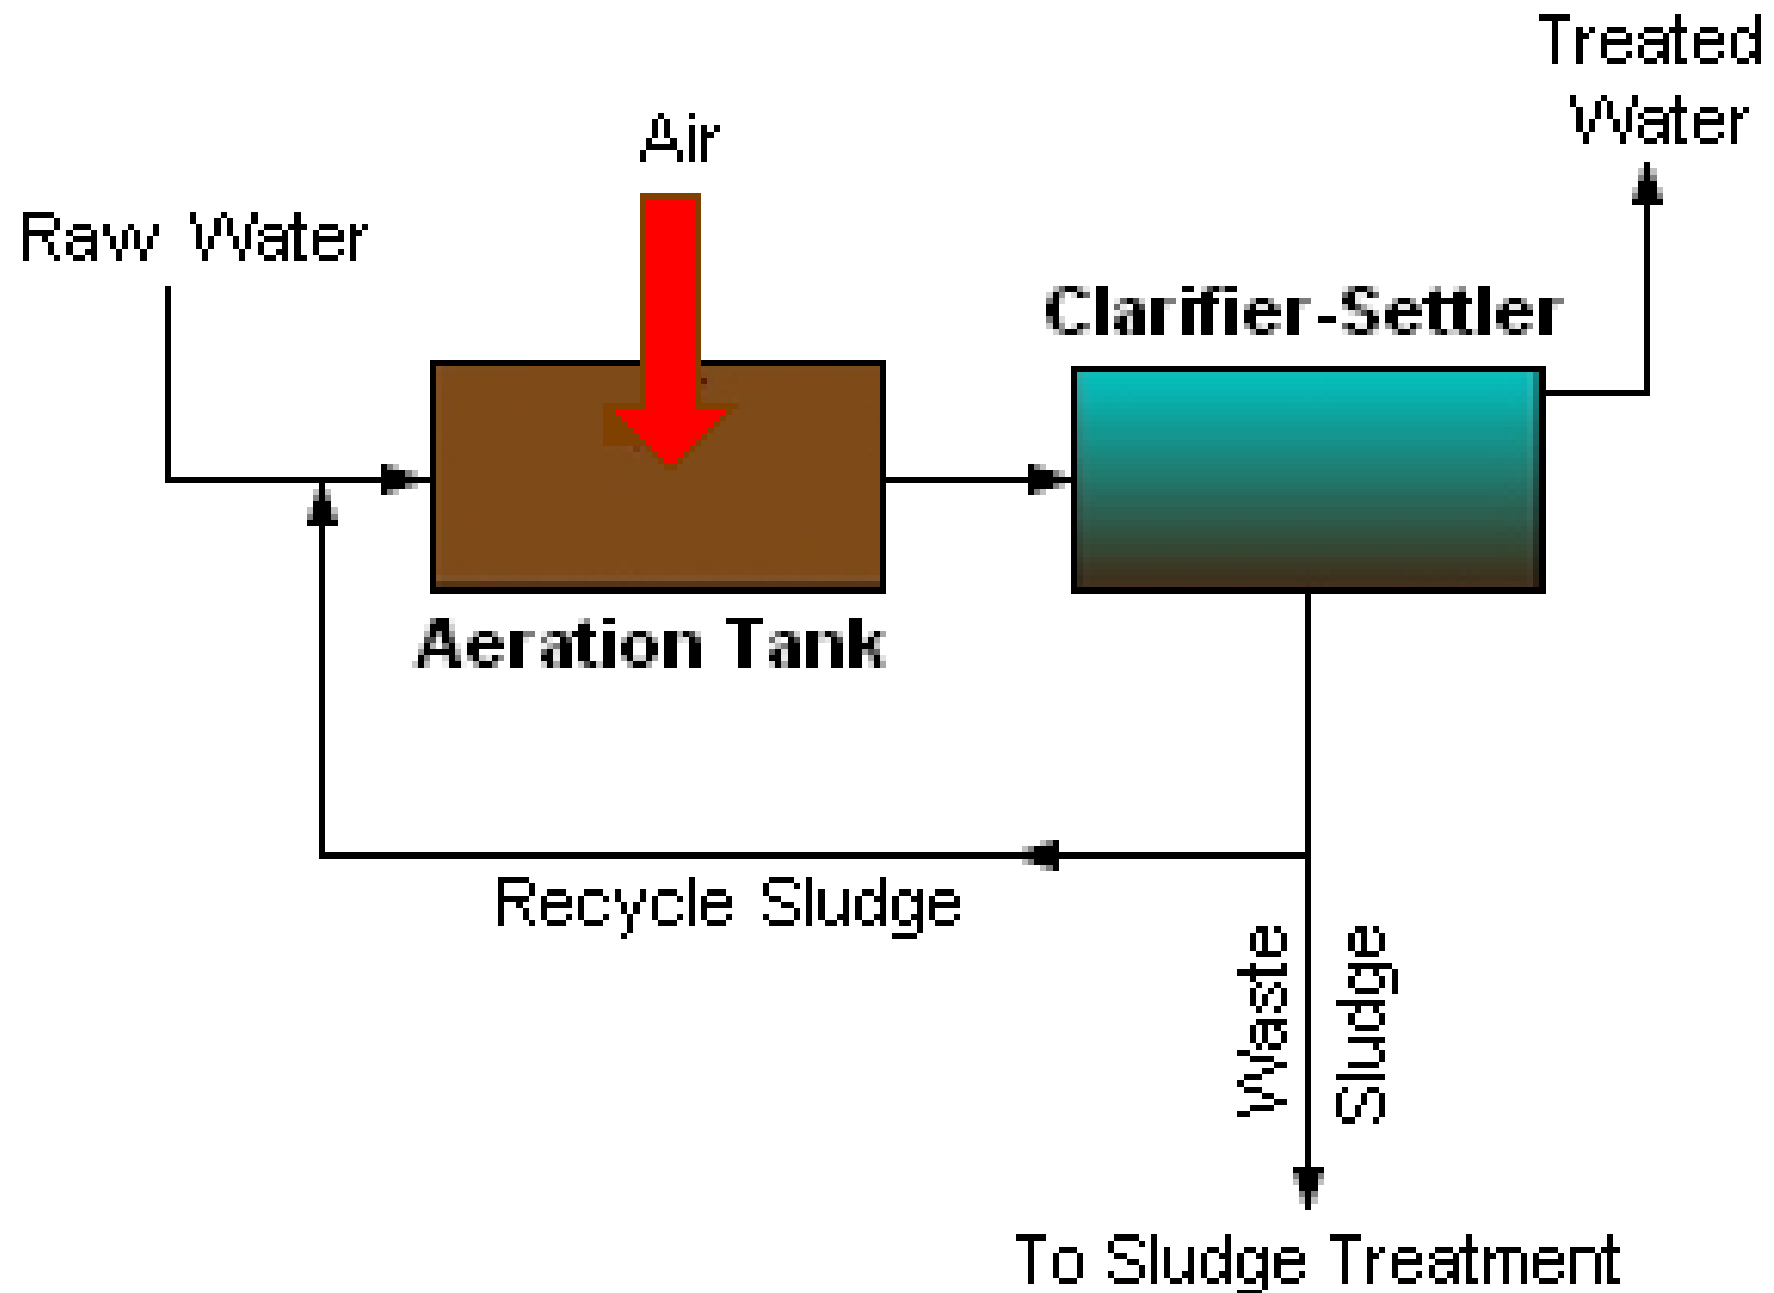 Treated
Water
Air
Raw Water
Clarifier-Settler
Aeration Tank
Recycle Sludge
Waste
Sludge
To Sludge Treatment